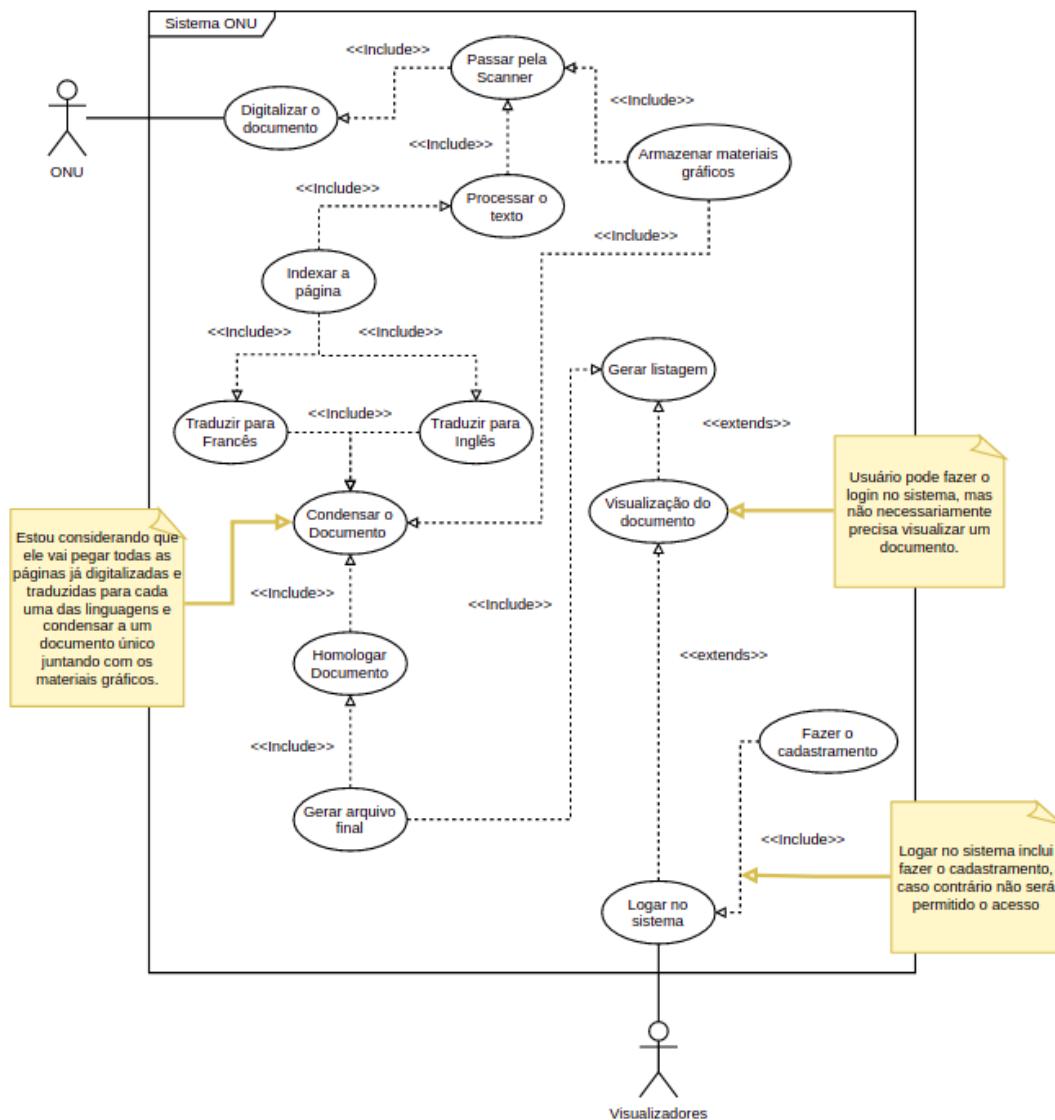 Sistema ONU
<<Include>>
Passar pela
Scanner
<<Include>>
Digitalizar o
documento
ONU
<<Include>>
Armazenar materiais
gráficos
<<Include>>
Processar o
texto
<<Include>>
Indexar a
página
<<Include>>
<<Include>>
Gerar listagem
Traduzir para
Francês
<<Include>>
Traduzir para
Inglês
<<extends>>
Usuário pode fazer o
login no sistema, mas
não necessariamente
precisa visualizar um
documento.
Visualização do
documento
Condensar o
Documento
Estou considerando que
ele vai pegar todas as
páginas já digitalizadas e
traduzidas para cada
uma das linguagens e
condensar a um
documento único
juntando com os
materiais gráficos.
<<Include>>
<<Include>>
Homologar
Documento
<<extends>>
Fazer o
cadastramento
<<Include>>
Gerar arquivo
final
<<Include>>
Logar no sistema inclui
fazer o cadastramento,
caso contrário não será
permitido o acesso
Logar no
sistema
Visualizadores